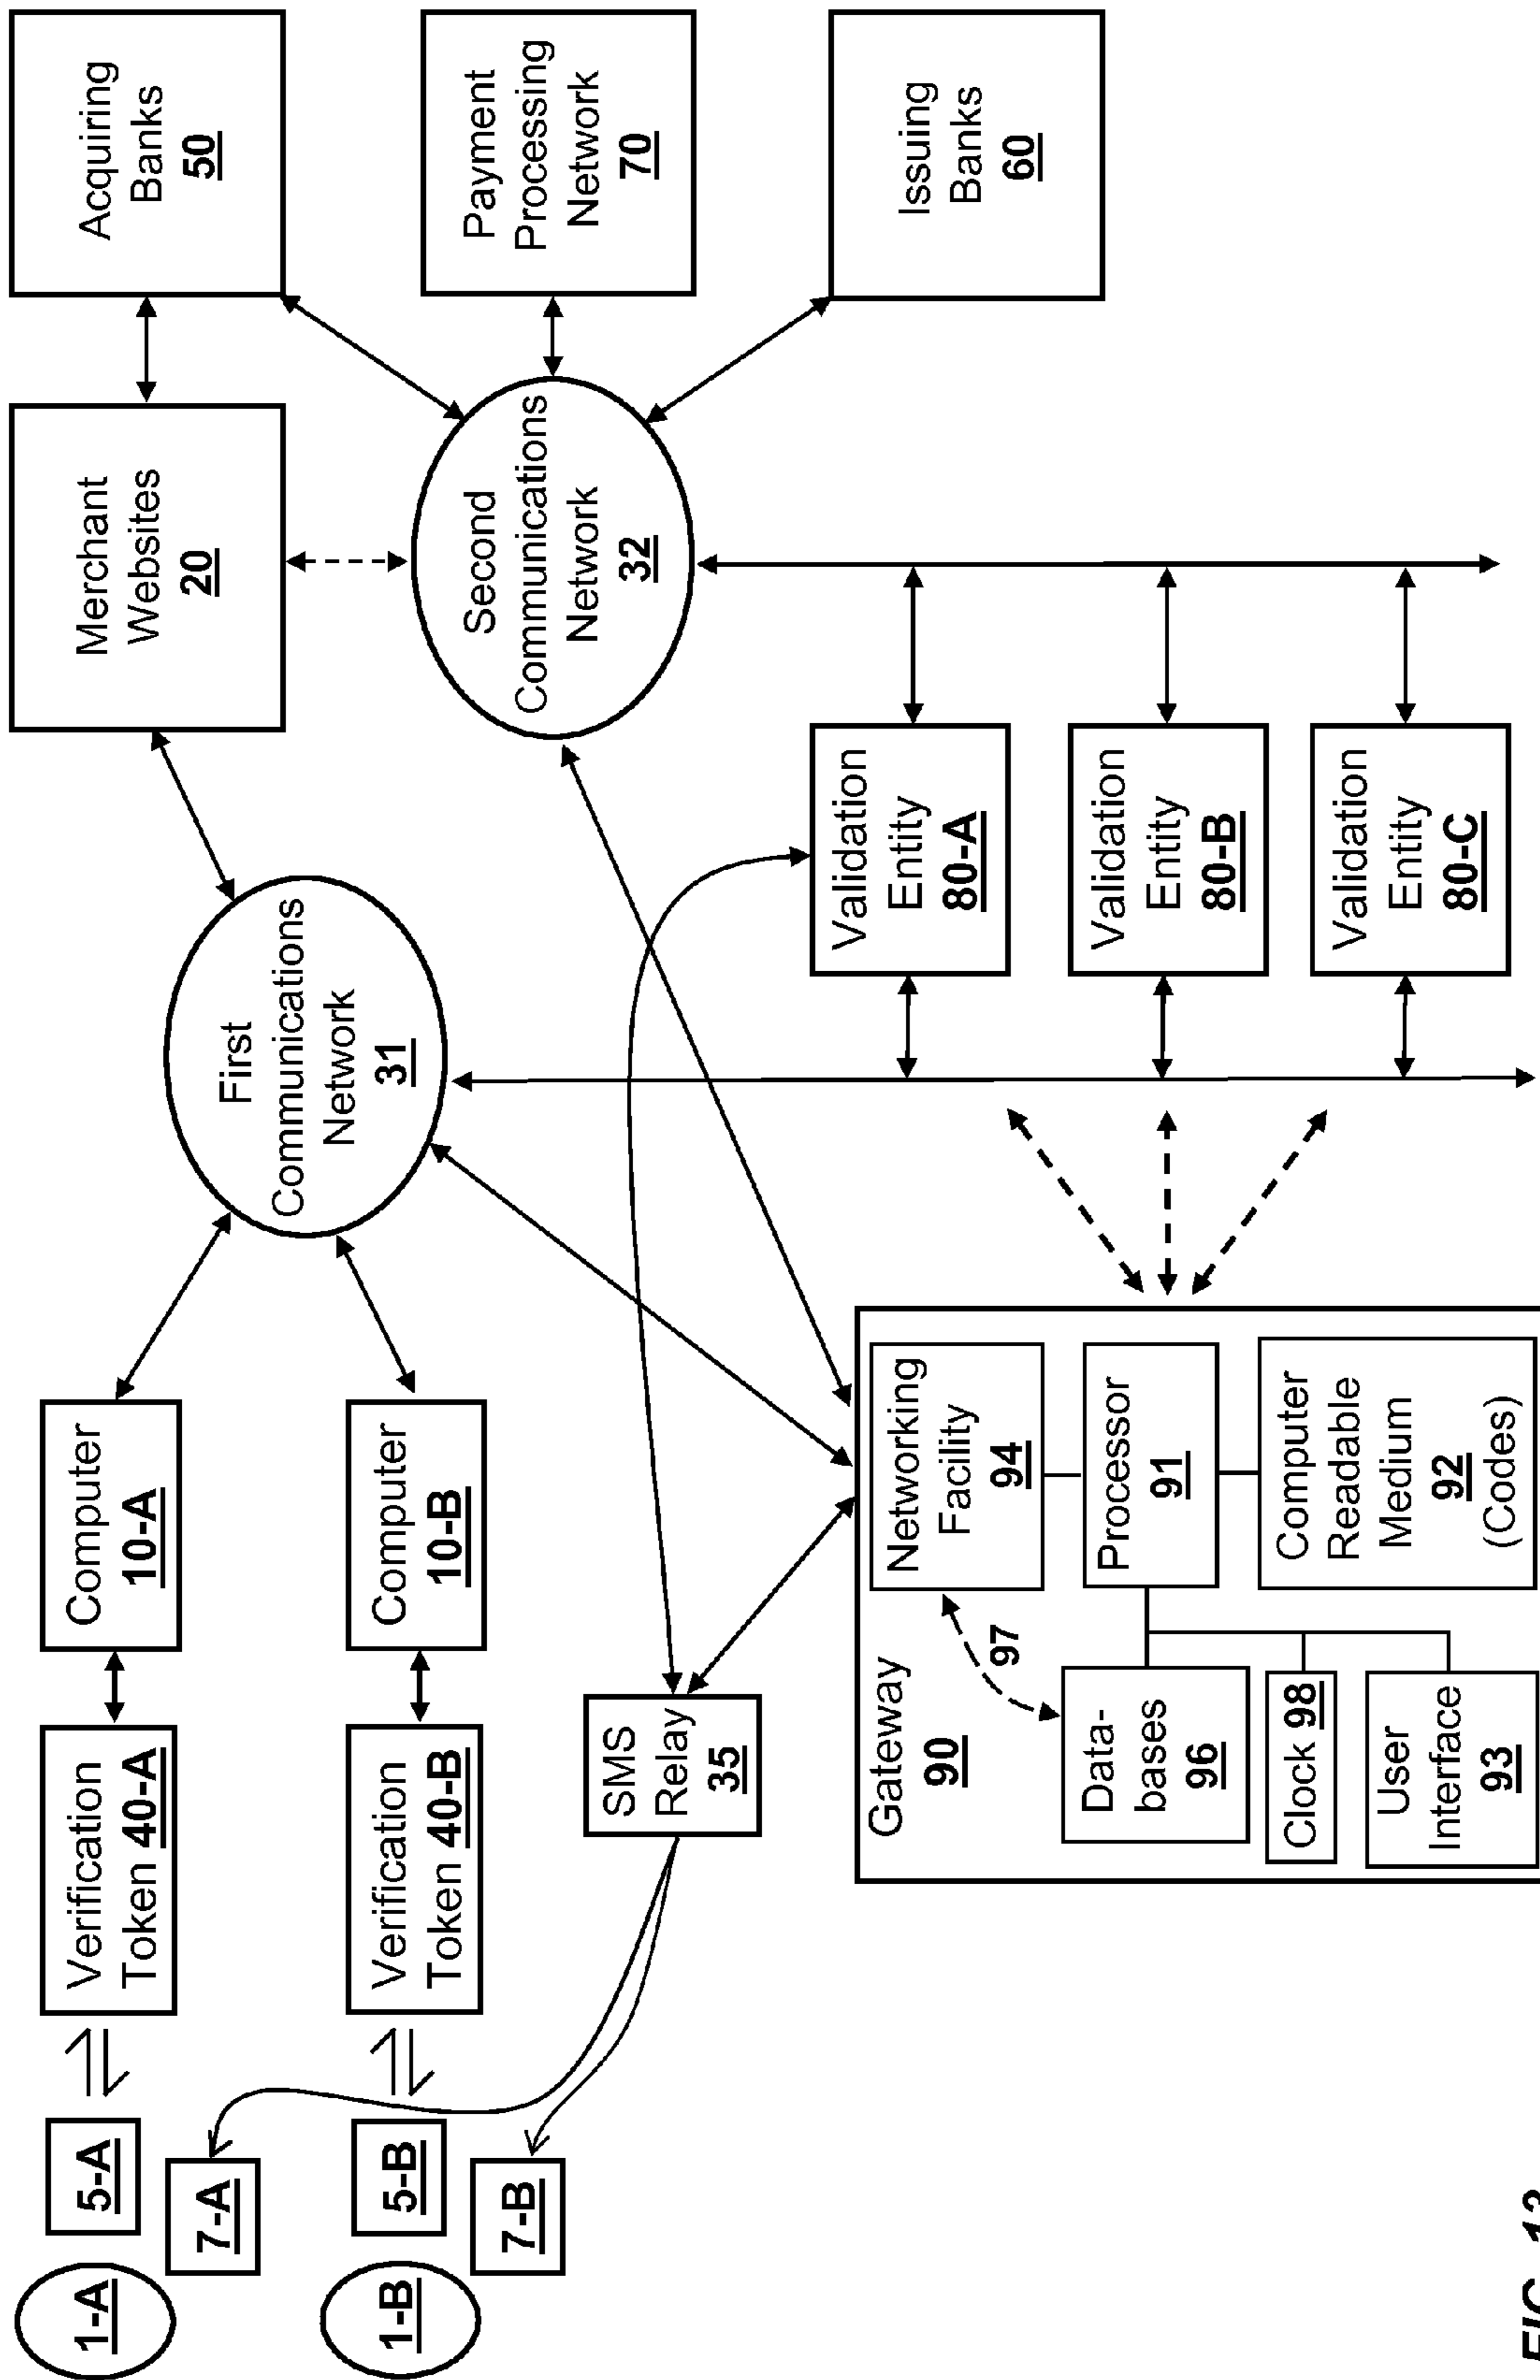 1-A
5-A
7-A
Verification
Token 40-A
Computer
10-A
First
Communications
Network
31
Merchant
Websites
20
Acquiring
Banks
50
1-B
5-B
7-B
Verification
Token 40-B
Computer
10-B
Second
Communications
Network
32
Payment
Processing
Network
70
SMS
Relay
35
Issuing
Banks
60
Gateway
90
Networking
Facility
94
97
Data-
bases
96
Processor
91
Clock 98
User
Interface
93
Computer
Readable
Medium
92
(Codes)
Validation
Entity
80-A
Validation
Entity
80-B
Validation
Entity
80-C